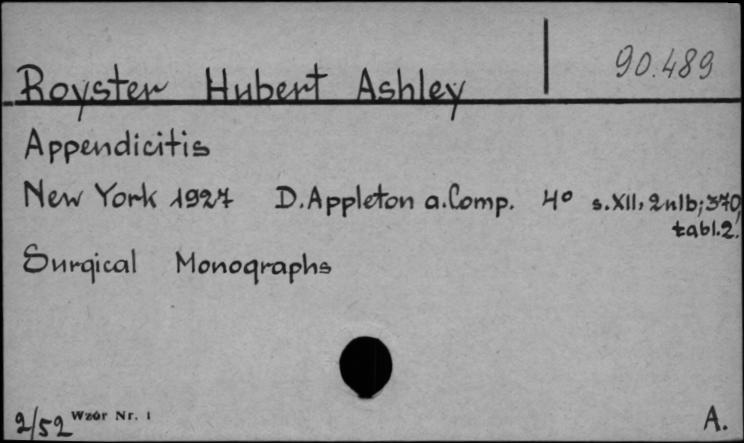 90.489
Royster Hubert Ashley
Appendicitis
New York 1927 D. Appleton a. Comp. 4° s. XII, 2nlb; 370,
tabl. 2.
Surgical Monographs
2/52 Wzór Nr. 1 A.